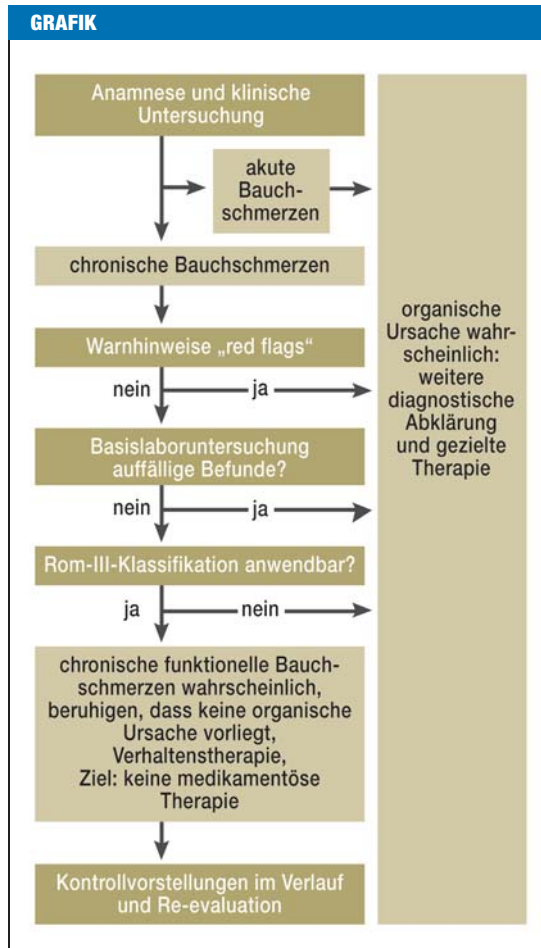 GRAFIK
Anamnese und klinische
Untersuchung
akute
Bauch-
schmerzen
chronische Bauchschmerzen
Warnhinweise „red flags“
nein
ja
Basislaboruntersuchung
auffällige Befunde?
nein
ja
Rom-III-Klassifikation anwendbar?
ja
nein
chronische funktionelle Bauch-
schmerzen wahrscheinlich,
beruhigen, dass keine organische
Ursache vorliegt,
Verhaltenstherapie,
Ziel: keine medikamentöse
Therapie
Kontrollvorstellungen im Verlauf
und Re-evaluation
organische
Ursache wahr-
scheinlich:
weitere
diagnostische
Abklärung
und gezielte
Therapie